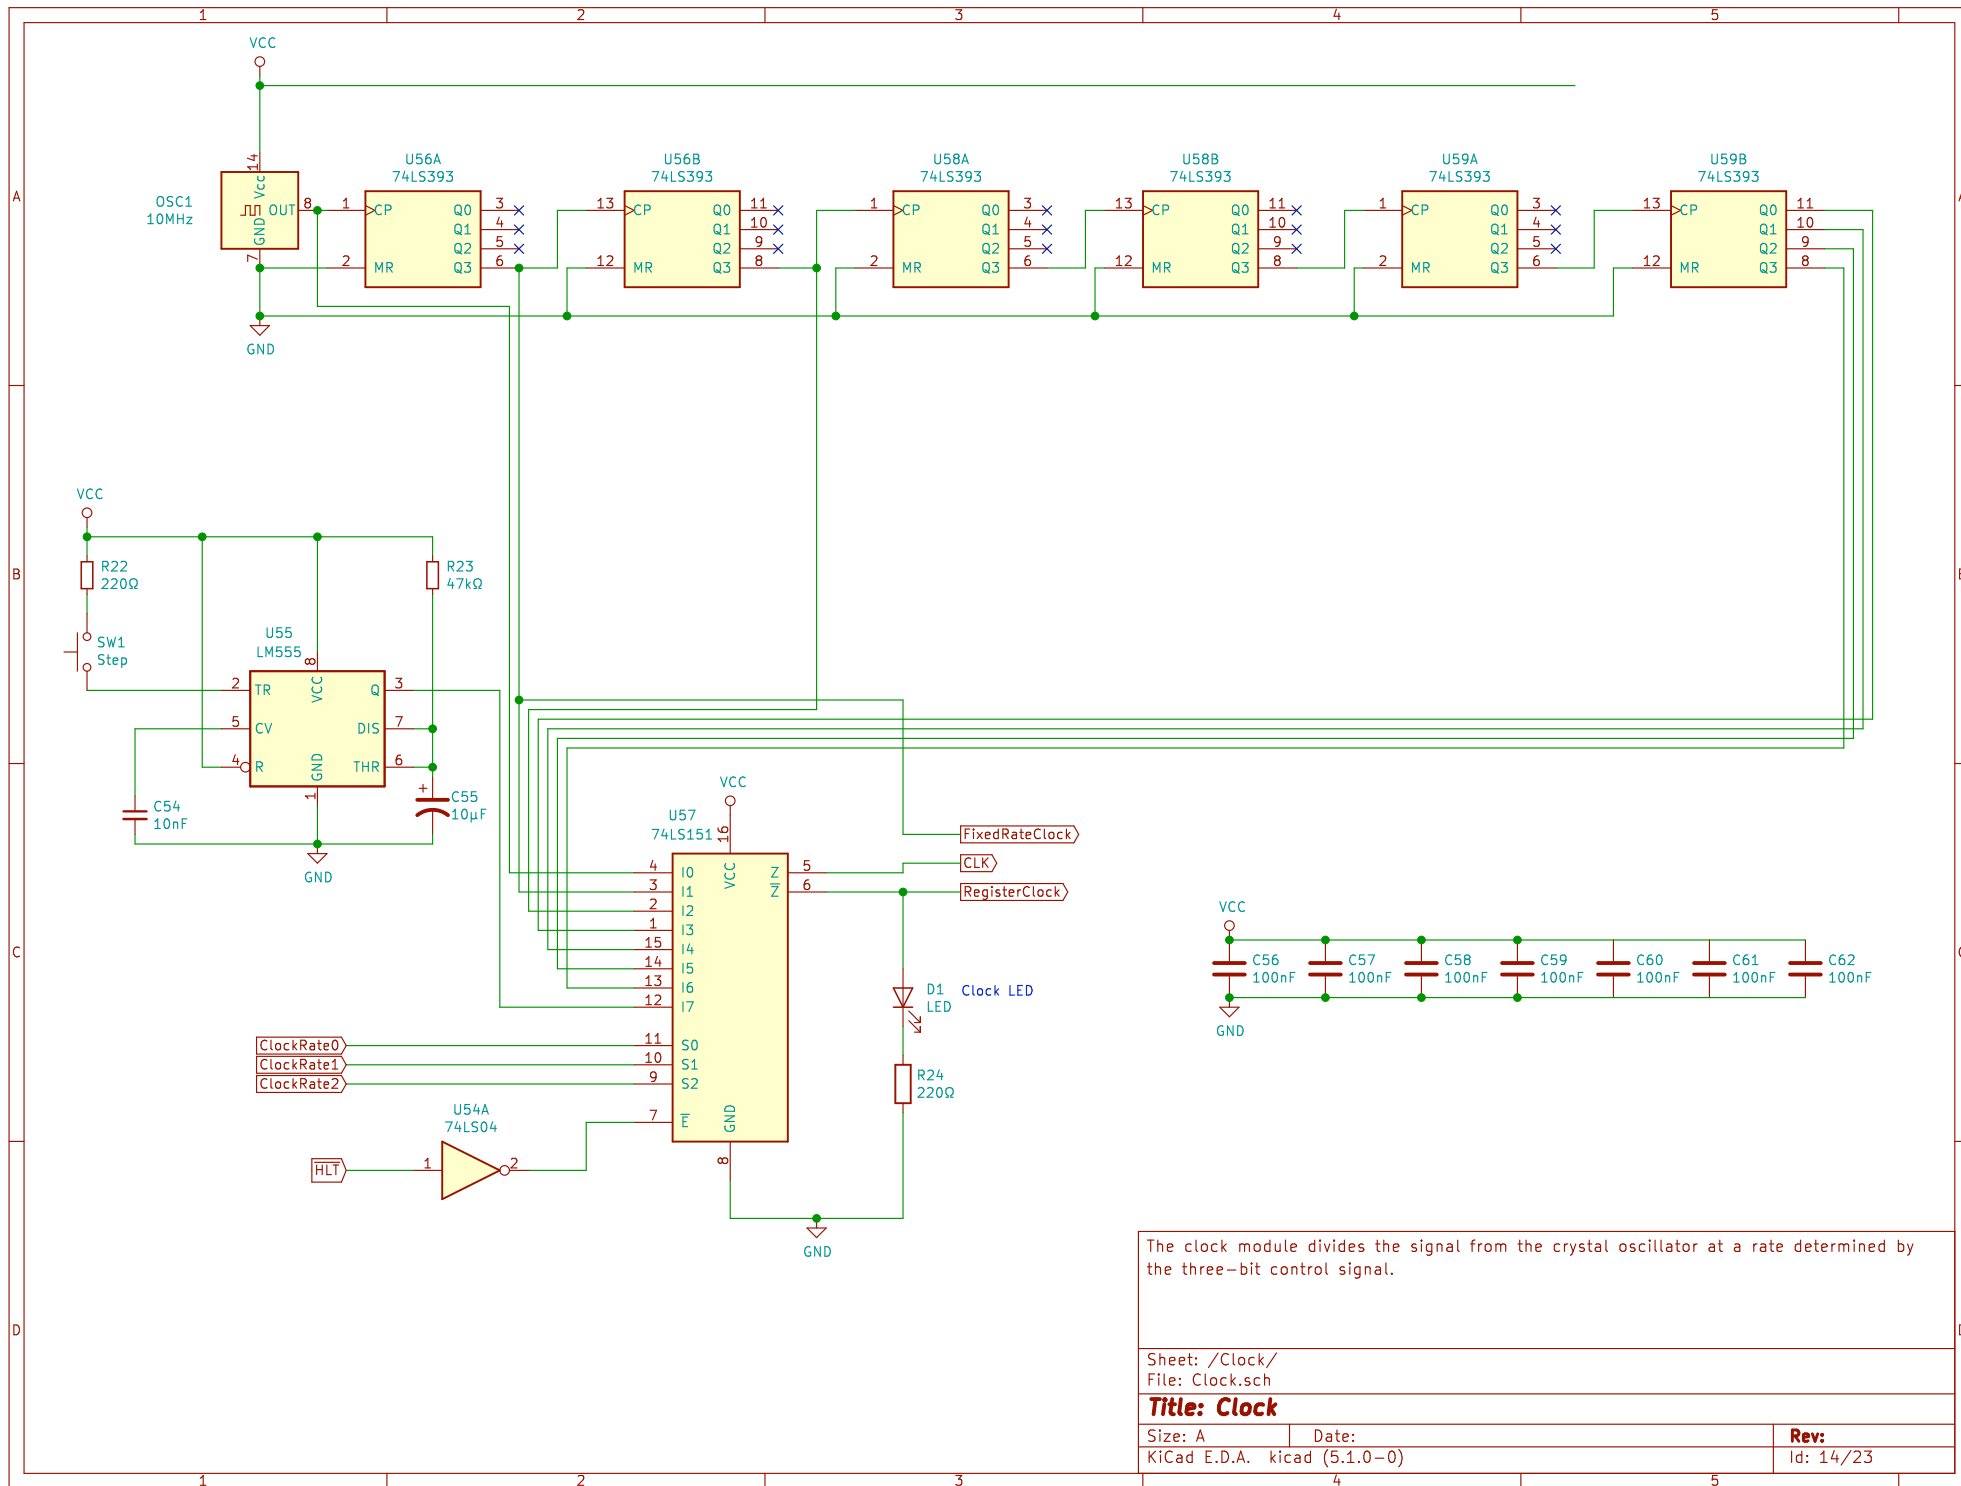 1 2 3 4 5
A
B
C
D
VCC
OSC1
10MHz
14
Vcc
OUT
8
GND
7
GND
U56A
74LS393
1 CP Q0 3
Q1 4
Q2 5
2 MR Q3 6
U56B
74LS393
13 CP Q0 11
Q1 10
Q2 9
12 MR Q3 8
U58A
74LS393
1 CP Q0 3
Q1 4
Q2 5
2 MR Q3 6
U58B
74LS393
13 CP Q0 11
Q1 10
Q2 9
12 MR Q3 8
U59A
74LS393
1 CP Q0 3
Q1 4
Q2 5
2 MR Q3 6
U59B
74LS393
13 CP Q0 11
Q1 10
Q2 9
12 MR Q3 8
VCC
R22
220Ω
R23
47kΩ
SW1
Step
U55
LM555
8
VCC
2 TR Q 3
5 CV DIS 7
4 R THR 6
GND
1
C54
10nF
+
C55
10µF
GND
VCC
U57
74LS151
16
VCC
4 I0 Z 5
3 I1 Z̅ 6
2 I2
1 I3
15 I4
14 I5
13 I6
12 I7
11 S0
10 S1
9 S2
7 E̅
GND
8
FixedRateClock
CLK
RegisterClock
D1
LED
Clock LED
R24
220Ω
GND
ClockRate0
ClockRate1
ClockRate2
U54A
74LS04
H̅L̅T̅ 1 2
VCC
C56
100nF
C57
100nF
C58
100nF
C59
100nF
C60
100nF
C61
100nF
C62
100nF
GND
The clock module divides the signal from the crystal oscillator at a rate determined by
the three-bit control signal.
Sheet: /Clock/
File: Clock.sch
Title: Clock
Size: A Date: Rev:
KiCad E.D.A. kicad (5.1.0-0) Id: 14/23
1 2 3 4 5